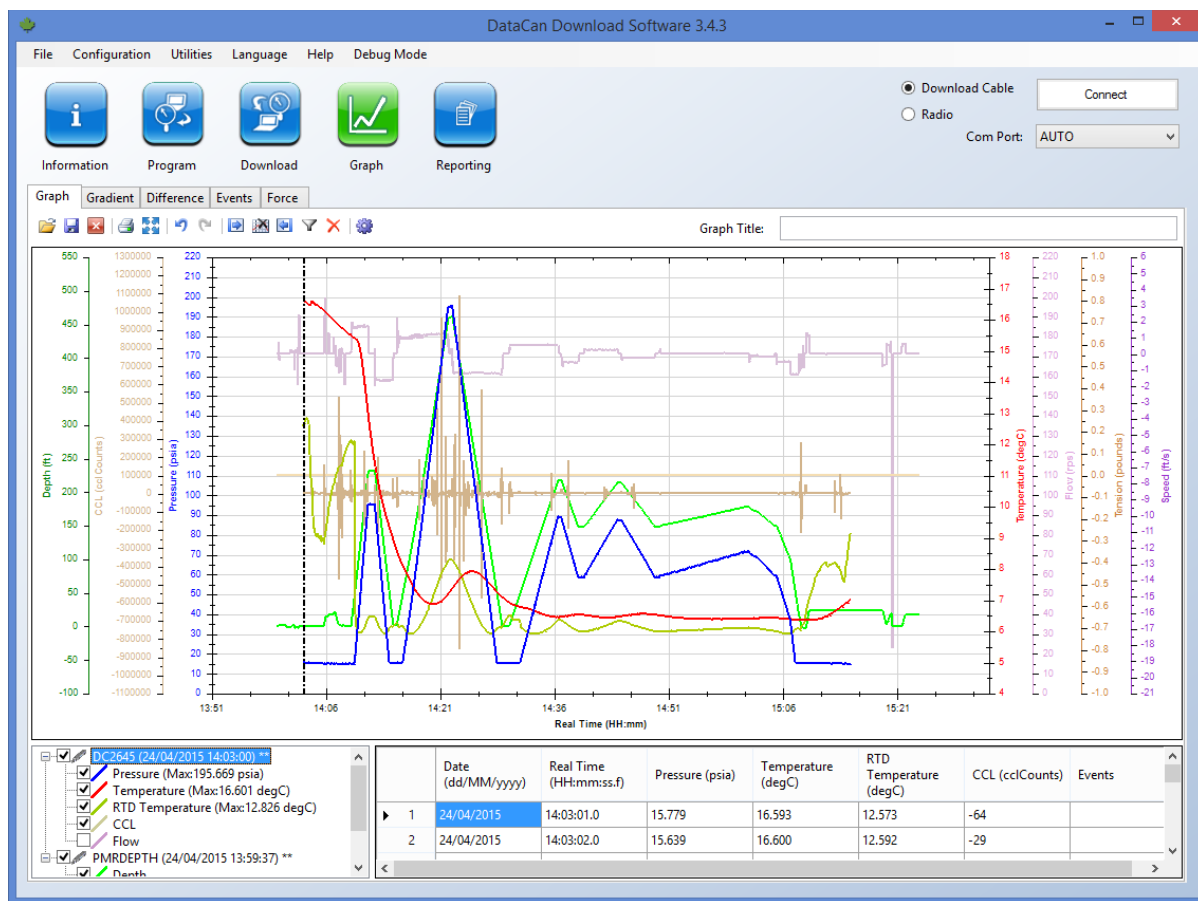 DataCan Download Software 3.4.3
File Configuration Utilities Language Help Debug Mode
Download Cable
Connect
Radio
Com Port: AUTO
Information Program Download Graph Reporting
Graph Gradient Difference Events Force
Graph Title:
550 1300000 220 18 220 1.0 6
1200000 210 210 5
500 1100000 200 17 200 0.8 4
1000000 3
450 900000 190 16 190 0.6 2
800000 180 180 0.5 1
400 700000 170 15 170 0.4 0
600000 160 160 -1
350 500000 150 14 150 0.3 -2
400000 140 140 0.2 -3
300 300000 130 13 130 -4
200000 120 12 120 0.1 -5
250 100000 110 11 110 0.0 -6
0 100 100 -7
200 -100000 90 10 90 -0.1 -8
-200000 80 80 -0.2 -9
150 -300000 70 9 70 -0.3 -10
-400000 60 8 60 -0.4 -11
100 -500000 50 7 50 -0.5 -12
-600000 40 40 -0.6 -13
50 -700000 30 6 30 -0.7 -14
0 -800000 20 5 20 -0.8 -15
-50 -900000 10 10 -0.9 -16
-1000000 -17
-100 -1100000 0 4 0 -1.0 -18
-19
-20
-21
Depth (ft)
CCL (cclCounts)
Pressure (psia)
Temperature (degC)
Flow (rps)
Tension (pounds)
Speed (ft/s)
13:51 14:06 14:21 14:36 14:51 15:06 15:21
Real Time (HH:mm)
DC2645 (24/04/2015 14:03:00) **
Pressure (Max:195.669 psia)
Temperature (Max:16.601 degC)
RTD Temperature (Max:12.826 degC)
CCL
Flow
PMRDEPTH (24/04/2015 13:59:37) **
Depth
Date (dd/MM/yyyy) Real Time (HH:mm:ss.f) Pressure (psia) Temperature (degC) RTD Temperature (degC) CCL (cclCounts) Events
1 24/04/2015 14:03:01.0 15.779 16.593 12.573 -64
2 24/04/2015 14:03:02.0 15.639 16.600 12.592 -29